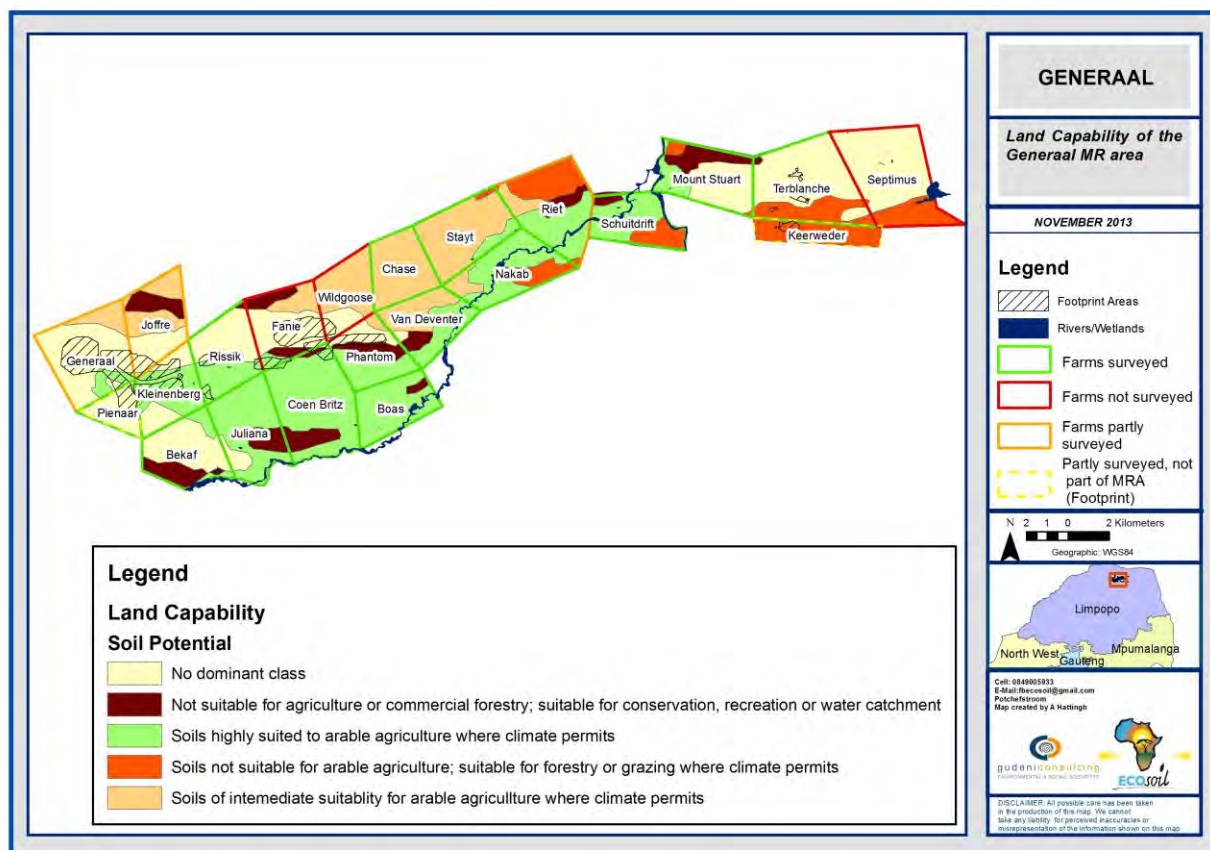 GENERAAL
Land Capability of the
Generaal MR area
NOVEMBER 2013
Legend
Footprint Areas
Rivers/Wetlands
Farms surveyed
Farms not surveyed
Farms partly
surveyed
Partly surveyed, not
part of MRA
(Footprint)
N 2 1 0 2 Kilometers
Geographic: WGS84
Limpopo
North West
Gauteng
Mpumalanga
Cell: 0849005933
E-Mail:fbecosoil@gmail.com
Potchefstroom
Map created by A Hattingh
gudaniconsulting
ENVIRONMENTAL & SOCIAL SCIENTISTS
ECOsoil
DISCLAIMER: All possible care has been taken
in the production of this map. We cannot
take any liability for perceived inaccuracies or
misrepresentation of the information shown on this map
Mount Stuart
Terblanche
Septimus
Keerweder
Riet
Schuitdrift
Stayt
Nakab
Chase
Wildgoose
Van Deventer
Joffre
Fanie
Generaal
Rissik
Phantom
Kleinenberg
Pienaar
Coen Britz
Boas
Juliana
Bekaf
Legend
Land Capability
Soil Potential
No dominant class
Not suitable for agriculture or commercial forestry; suitable for conservation, recreation or water catchment
Soils highly suited to arable agriculture where climate permits
Soils not suitable for arable agriculture; suitable for forestry or grazing where climate permits
Soils of intemediate suitablity for arable agricullture where climate permits